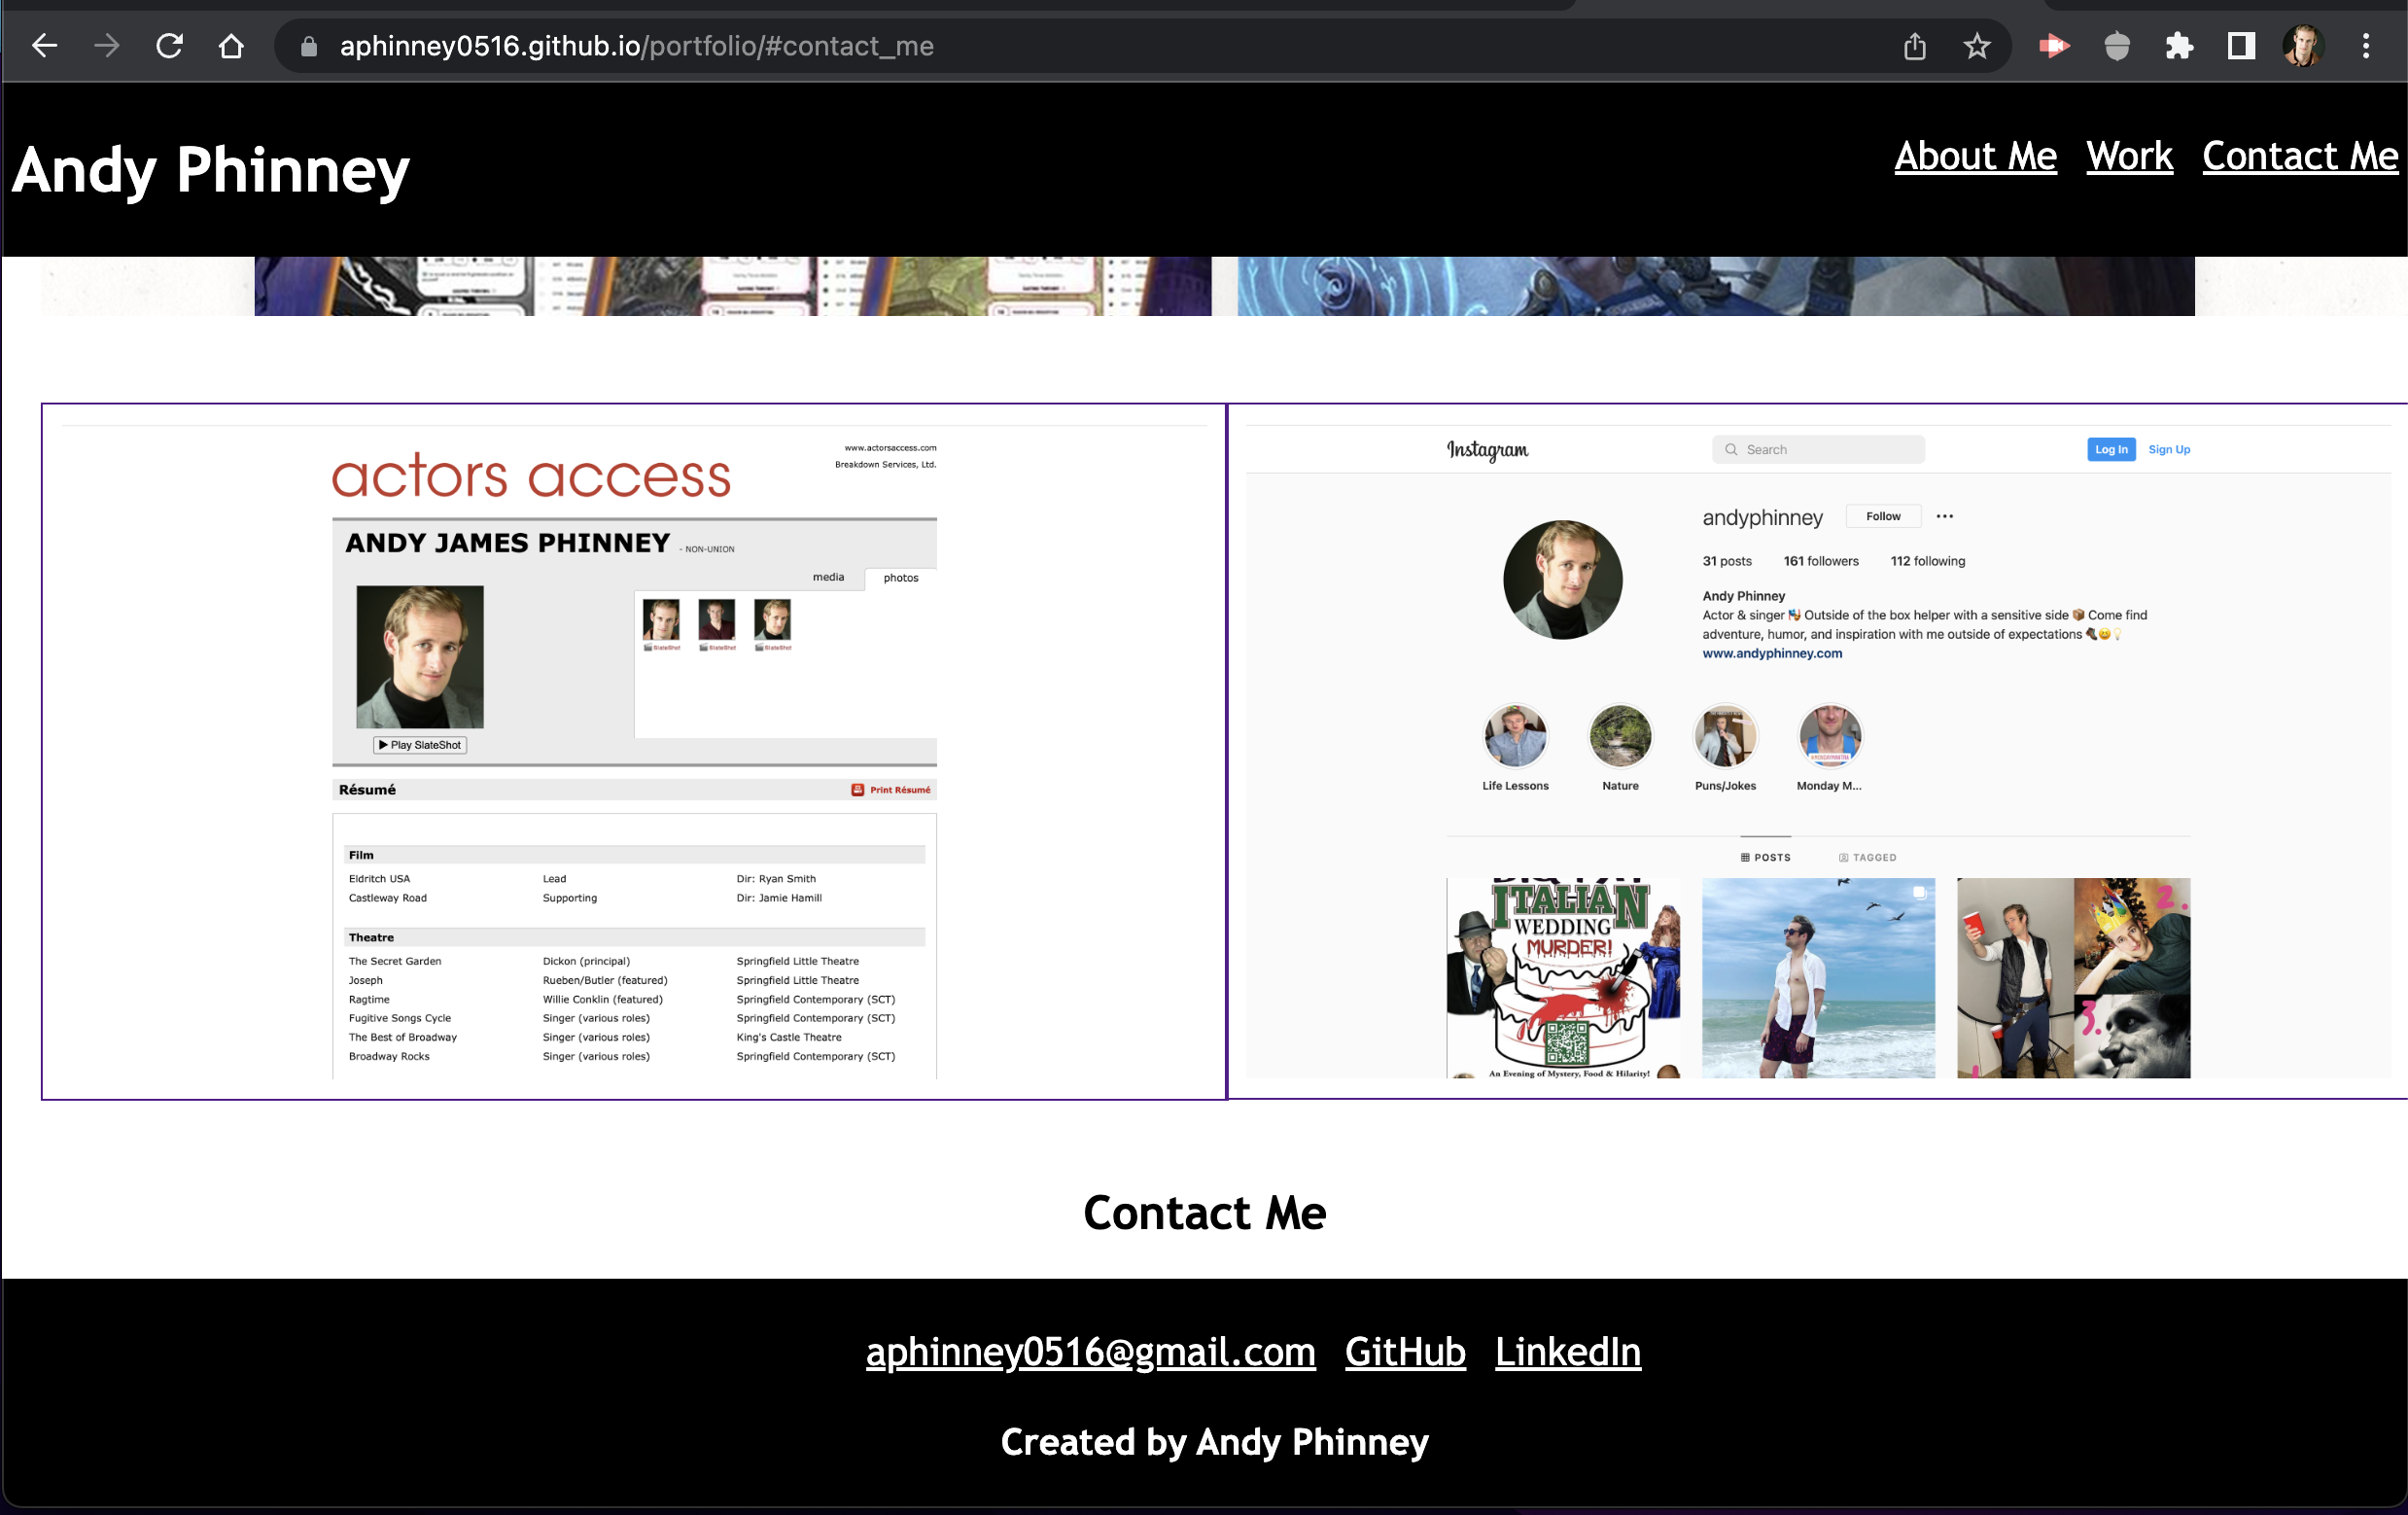 aphinney0516.github.io/portfolio/#contact_me
Andy Phinney
About Me Work Contact Me
actors access
www.actorsaccess.com
Breakdown Services, Ltd.
ANDY JAMES PHINNEY - NON-UNION
media photos
SlateShot SlateShot SlateShot
Play SlateShot
Résumé Print Résumé
Film
Eldritch USA Lead Dir: Ryan Smith
Castleway Road Supporting Dir: Jamie Hamill
Theatre
The Secret Garden Dickon (principal) Springfield Little Theatre
Joseph Rueben/Butler (featured) Springfield Little Theatre
Ragtime Willie Conklin (featured) Springfield Contemporary (SCT)
Fugitive Songs Cycle Singer (various roles) Springfield Contemporary (SCT)
The Best of Broadway Singer (various roles) King's Castle Theatre
Broadway Rocks Singer (various roles) Springfield Contemporary (SCT)
Instagram Search Log In Sign Up
andyphinney Follow
31 posts 161 followers 112 following
Andy Phinney
Actor & singer Outside of the box helper with a sensitive side 📦 Come find
adventure, humor, and inspiration with me outside of expectations
www.andyphinney.com
Life Lessons Nature Puns/Jokes Monday M...
POSTS TAGGED
ITALIAN
WEDDING
MURDER!
An Evening of Mystery, Food & Hilarity!
2.
3.
Contact Me
aphinney0516@gmail.com GitHub LinkedIn
Created by Andy Phinney